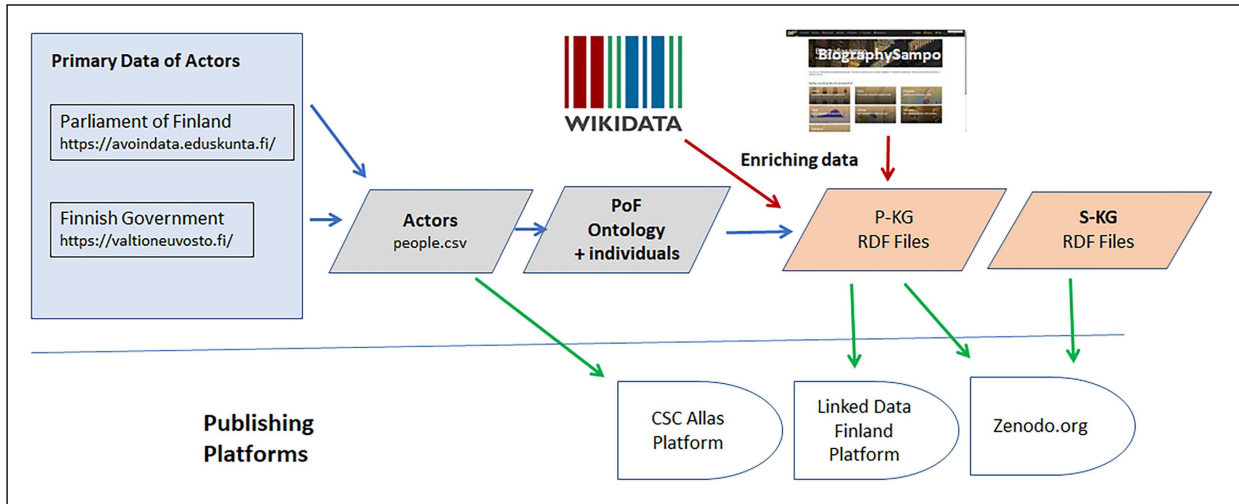 Primary Data of Actors
Parliament of Finland
https://avoindata.eduskunta.fi/
Finnish Government
https://valtioneuvosto.fi/
WIKIDATA
BiographySampo
Enriching data
Actors
people.csv
PoF
Ontology
+ individuals
P-KG
RDF Files
S-KG
RDF Files
Publishing
Platforms
CSC Allas
Platform
Linked Data
Finland
Platform
Zenodo.org